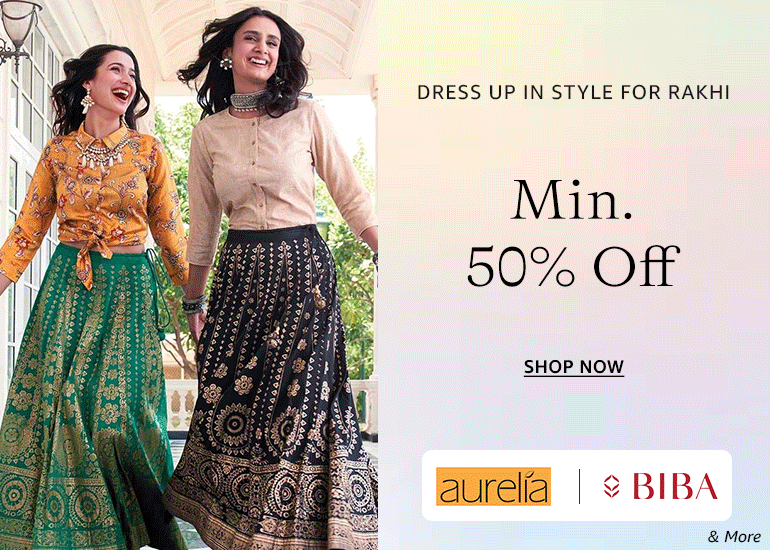 DRESS UP IN STYLE FOR RAKHI
Min.
50% Off
SHOP NOW
aurelia
BIBA
& More